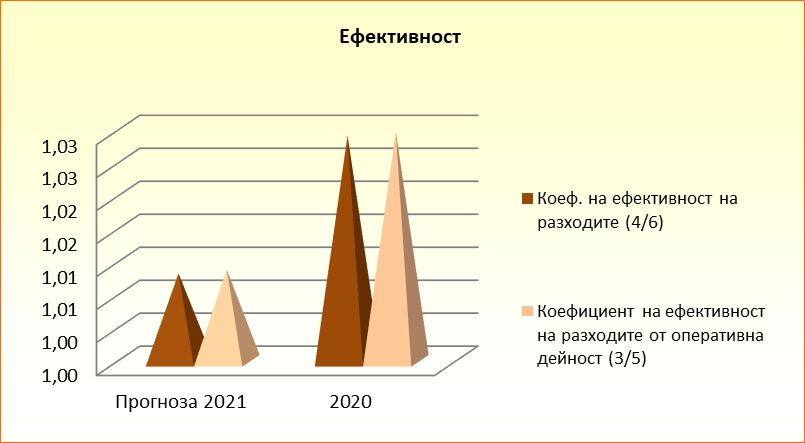 Ефективност
1,03
1,03
1,02
1,02
1,01
1,01
1,00
1,00
Прогноза 2021
2020
Коеф. на ефективност на
разходите (4/6)
Коефициент на ефективност
на разходите от оперативна
дейност (3/5)